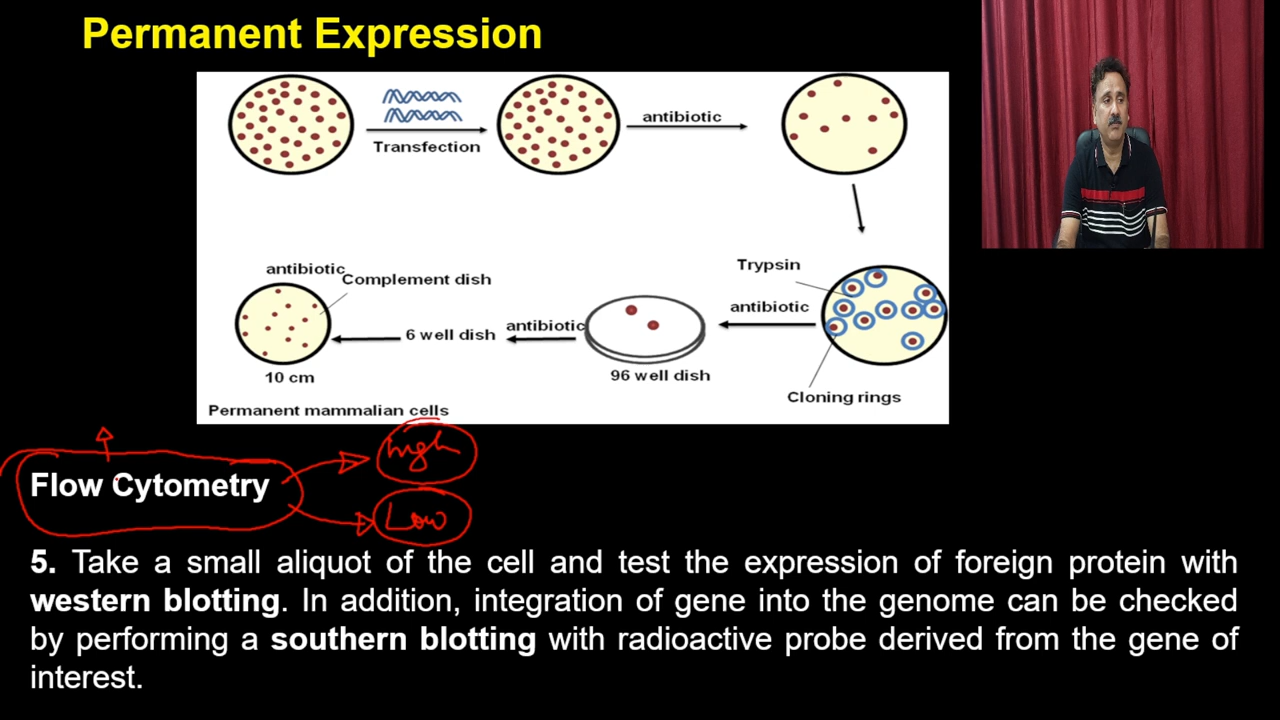 Permanent Expression
Transfection
antibiotic
Trypsin
antibiotic
Cloning rings
96 well dish
antibiotic
6 well dish
antibiotic
Complement dish
10 cm
Permanent mammalian cells
high
Low
Flow Cytometry
5. Take a small aliquot of the cell and test the expression of foreign protein with
western blotting. In addition, integration of gene into the genome can be checked
by performing a southern blotting with radioactive probe derived from the gene of
interest.